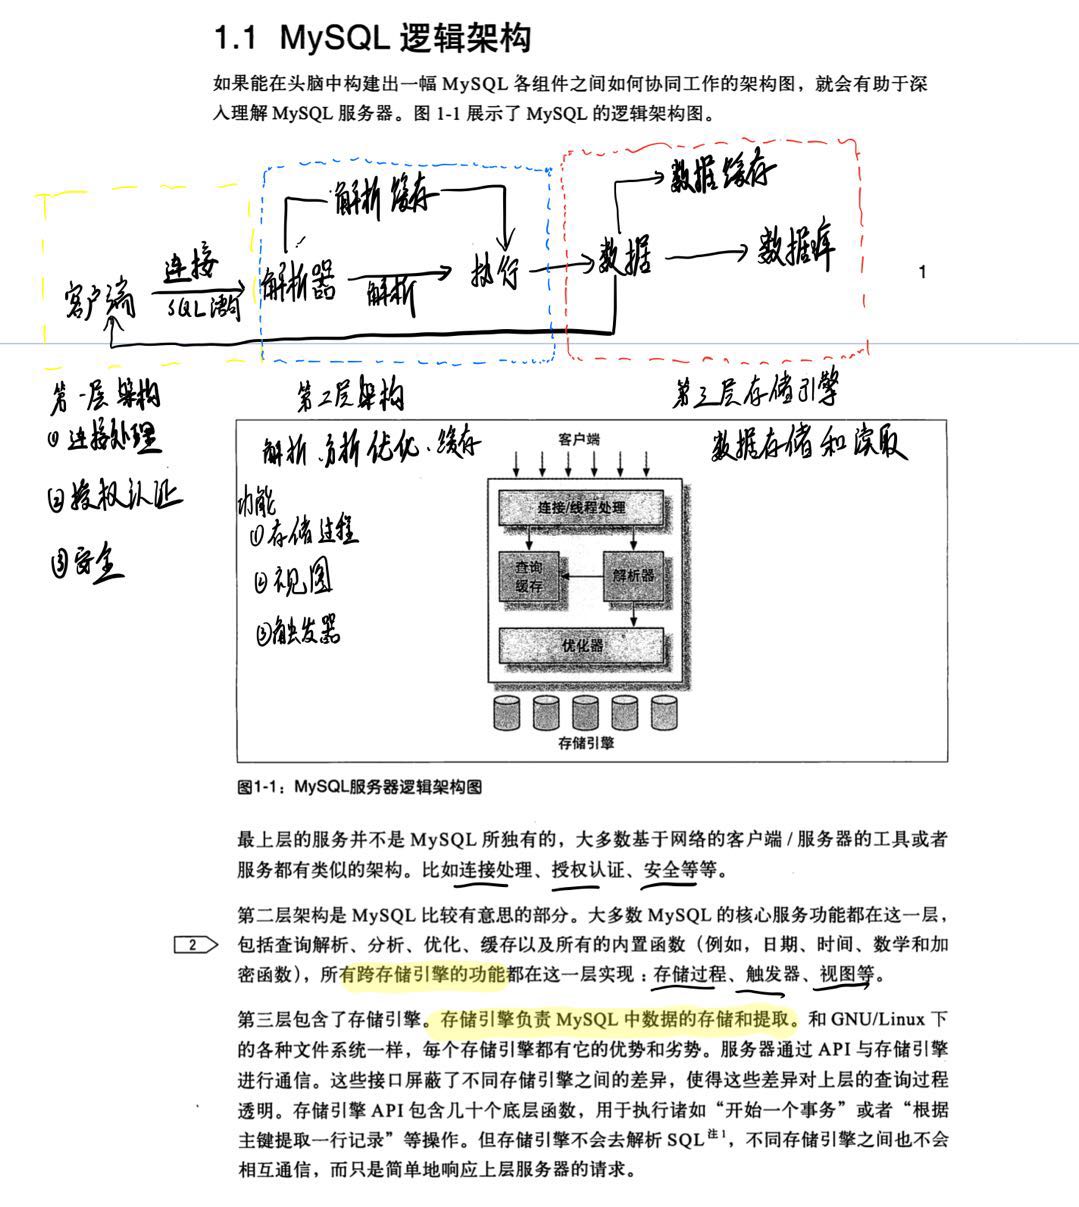 1.1 MySQL 逻辑架构
如果能在头脑中构建出一幅 MySQL 各组件之间如何协同工作的架构图，就会有助于深
入理解 MySQL 服务器。图 1-1 展示了 MySQL 的逻辑架构图。
解析缓存
数据缓存
客户端
连接
SQL语句
解析器
解析
执行
数据
数据库
1
第一层架构
①连接处理
②授权认证
③安全
第2层架构
解析、分析、优化、缓存
功能
①存储过程
②视图
③触发器
第三层存储引擎
数据存储和读取
客户端
连接/线程处理
查询
缓存
解析器
优化器
存储引擎
图1-1：MySQL服务器逻辑架构图
最上层的服务并不是 MySQL 所独有的，大多数基于网络的客户端 / 服务器的工具或者
服务都有类似的架构。比如连接处理、授权认证、安全等等。
第二层架构是 MySQL 比较有意思的部分。大多数 MySQL 的核心服务功能都在这一层，
2
包括查询解析、分析、优化、缓存以及所有的内置函数（例如，日期、时间、数学和加
密函数），所有跨存储引擎的功能都在这一层实现：存储过程、触发器、视图等。
第三层包含了存储引擎。存储引擎负责 MySQL 中数据的存储和提取。和 GNU/Linux 下
的各种文件系统一样，每个存储引擎都有它的优势和劣势。服务器通过 API 与存储引擎
进行通信。这些接口屏蔽了不同存储引擎之间的差异，使得这些差异对上层的查询过程
透明。存储引擎 API 包含几十个底层函数，用于执行诸如“开始一个事务”或者“根据
主键提取一行记录”等操作。但存储引擎不会去解析 SQL注1，不同存储引擎之间也不会
相互通信，而只是简单地响应上层服务器的请求。